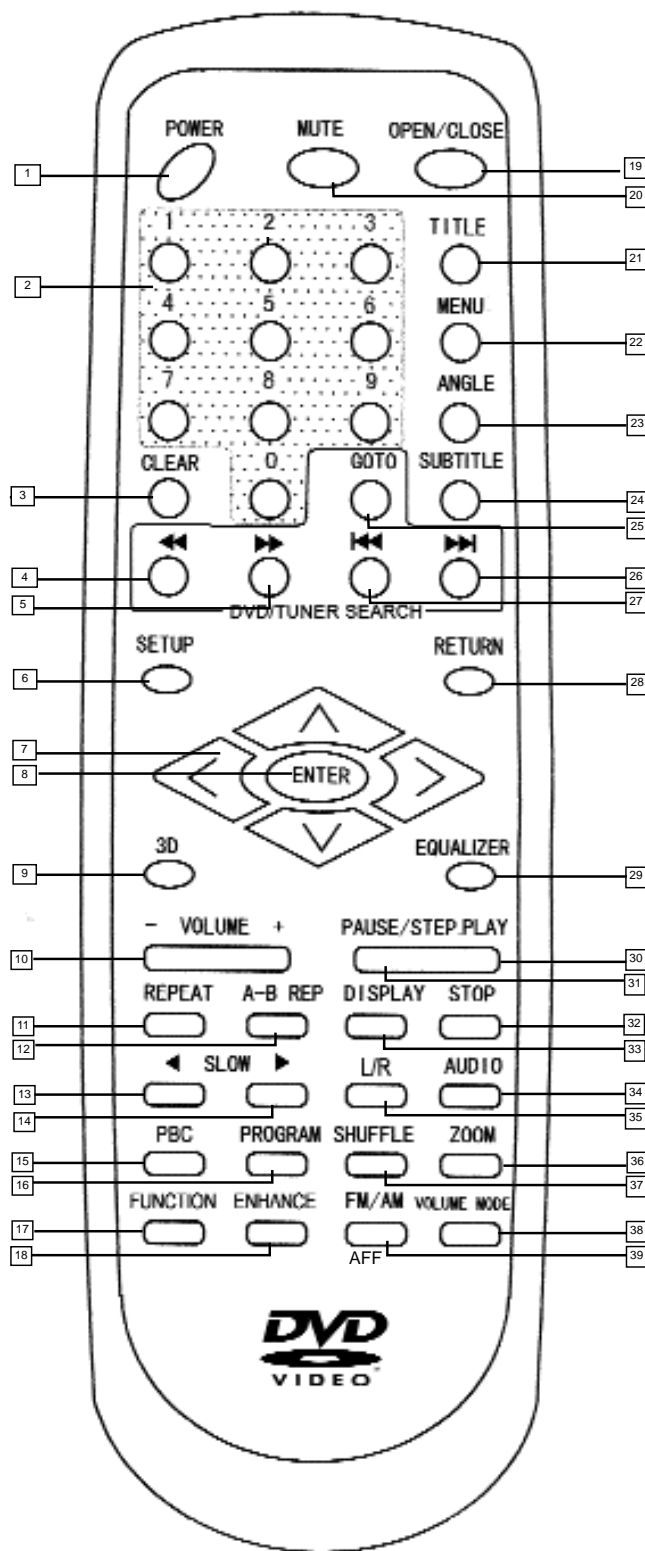 POWER MUTE OPEN/CLOSE
1 19
20
1 2 3 TITLE
2 21
4 5 6 MENU
22
7 8 9 ANGLE
23
CLEAR 0 GOTO SUBTITLE
3 24
25
4 26
5 27
DVD/TUNER SEARCH
SETUP RETURN
6 28
7
8 ENTER
3D EQUALIZER
9 29
- VOLUME + PAUSE/STEP PLAY
10 30
31
REPEAT A-B REP DISPLAY STOP
11 32
12 33
SLOW L/R AUDIO
13 34
14 35
PBC PROGRAM SHUFFLE ZOOM
15 36
16 37
FUNCTION ENHANCE FM/AM VOLUME MODE
17 38
18 AFF 39
DVD
VIDEO